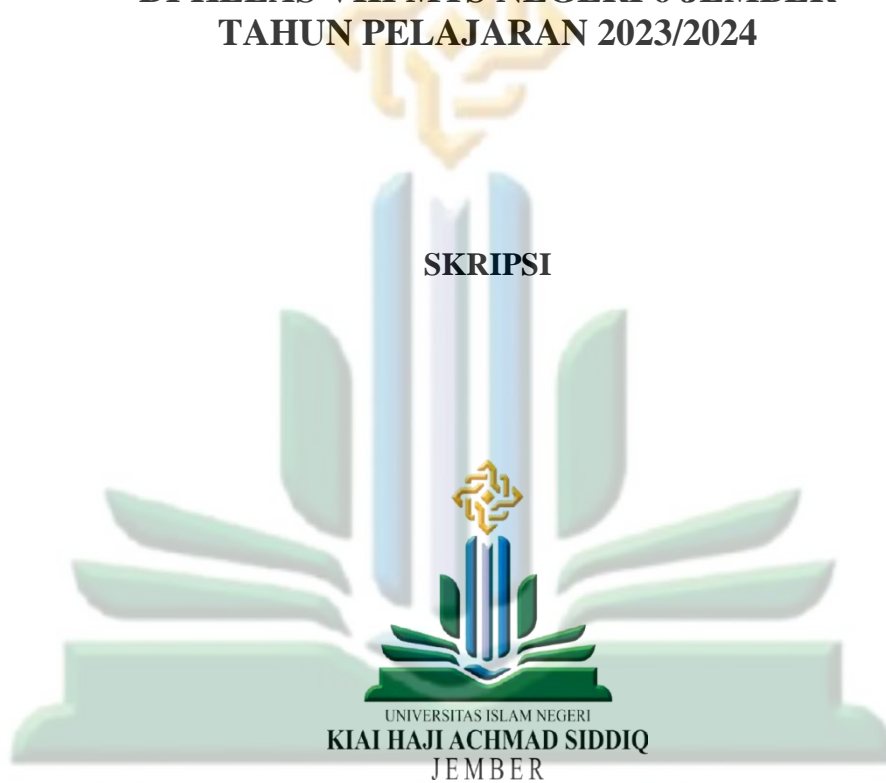 TAHUN PELAJARAN 2023/2024
SKRIPSI
UNIVERSITAS ISLAM NEGERI
KIAI HAJI ACHMAD SIDDIQ
JEMBER